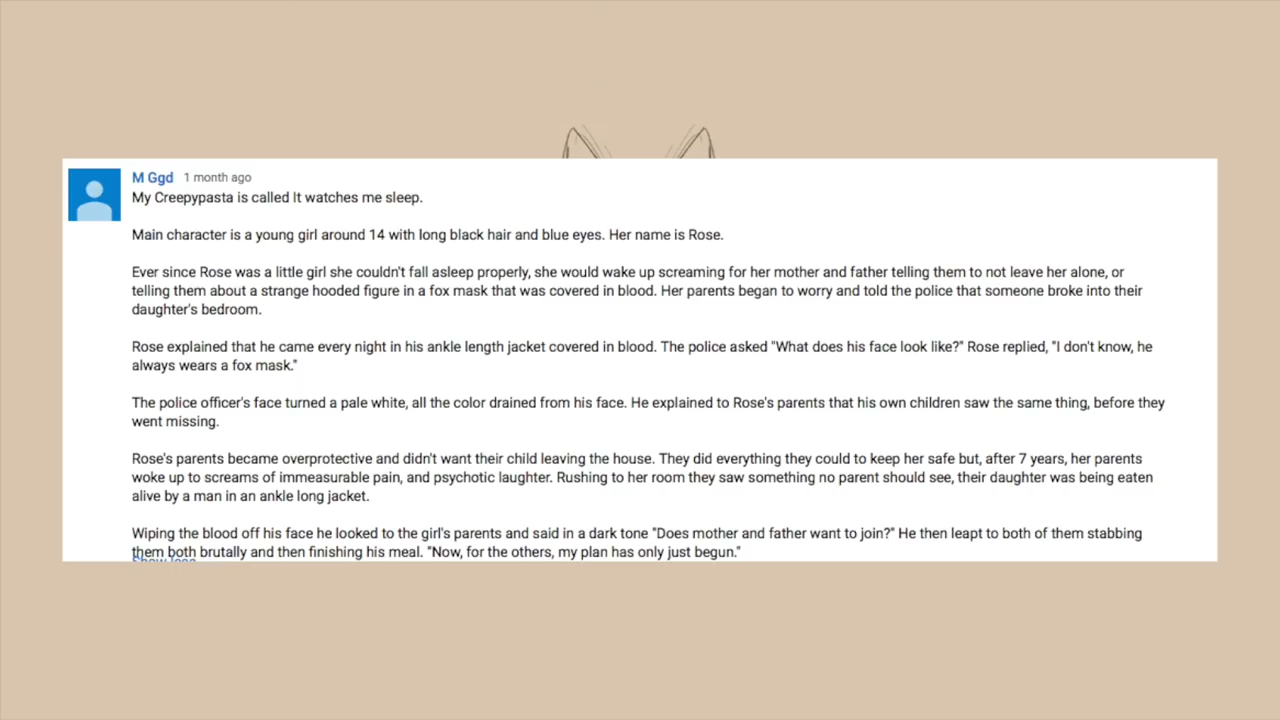 M Ggd 1 month ago
My Creepypasta is called It watches me sleep.
Main character is a young girl around 14 with long black hair and blue eyes. Her name is Rose.
Ever since Rose was a little girl she couldn't fall asleep properly, she would wake up screaming for her mother and father telling them to not leave her alone, or
telling them about a strange hooded figure in a fox mask that was covered in blood. Her parents began to worry and told the police that someone broke into their
daughter's bedroom.
Rose explained that he came every night in his ankle length jacket covered in blood. The police asked "What does his face look like?" Rose replied, "I don't know, he
always wears a fox mask."
The police officer's face turned a pale white, all the color drained from his face. He explained to Rose's parents that his own children saw the same thing, before they
went missing.
Rose's parents became overprotective and didn't want their child leaving the house. They did everything they could to keep her safe but, after 7 years, her parents
woke up to screams of immeasurable pain, and psychotic laughter. Rushing to her room they saw something no parent should see, their daughter was being eaten
alive by a man in an ankle long jacket.
Wiping the blood off his face he looked to the girl's parents and said in a dark tone "Does mother and father want to join?" He then leapt to both of them stabbing
them both brutally and then finishing his meal. "Now, for the others, my plan has only just begun."
Show less